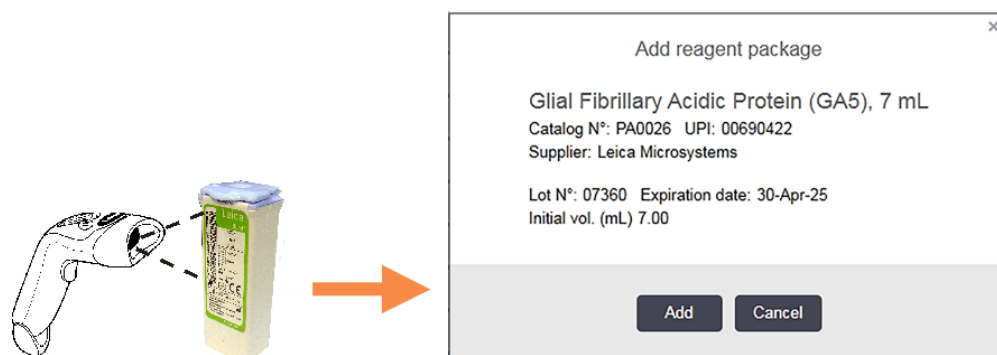 Leica
×
Add reagent package
Glial Fibrillary Acidic Protein (GA5), 7 mL
Catalog N°: PA0026 UPI: 00690422
Supplier: Leica Microsystems
Lot N°: 07360 Expiration date: 30-Apr-25
Initial vol. (mL) 7.00
Add Cancel